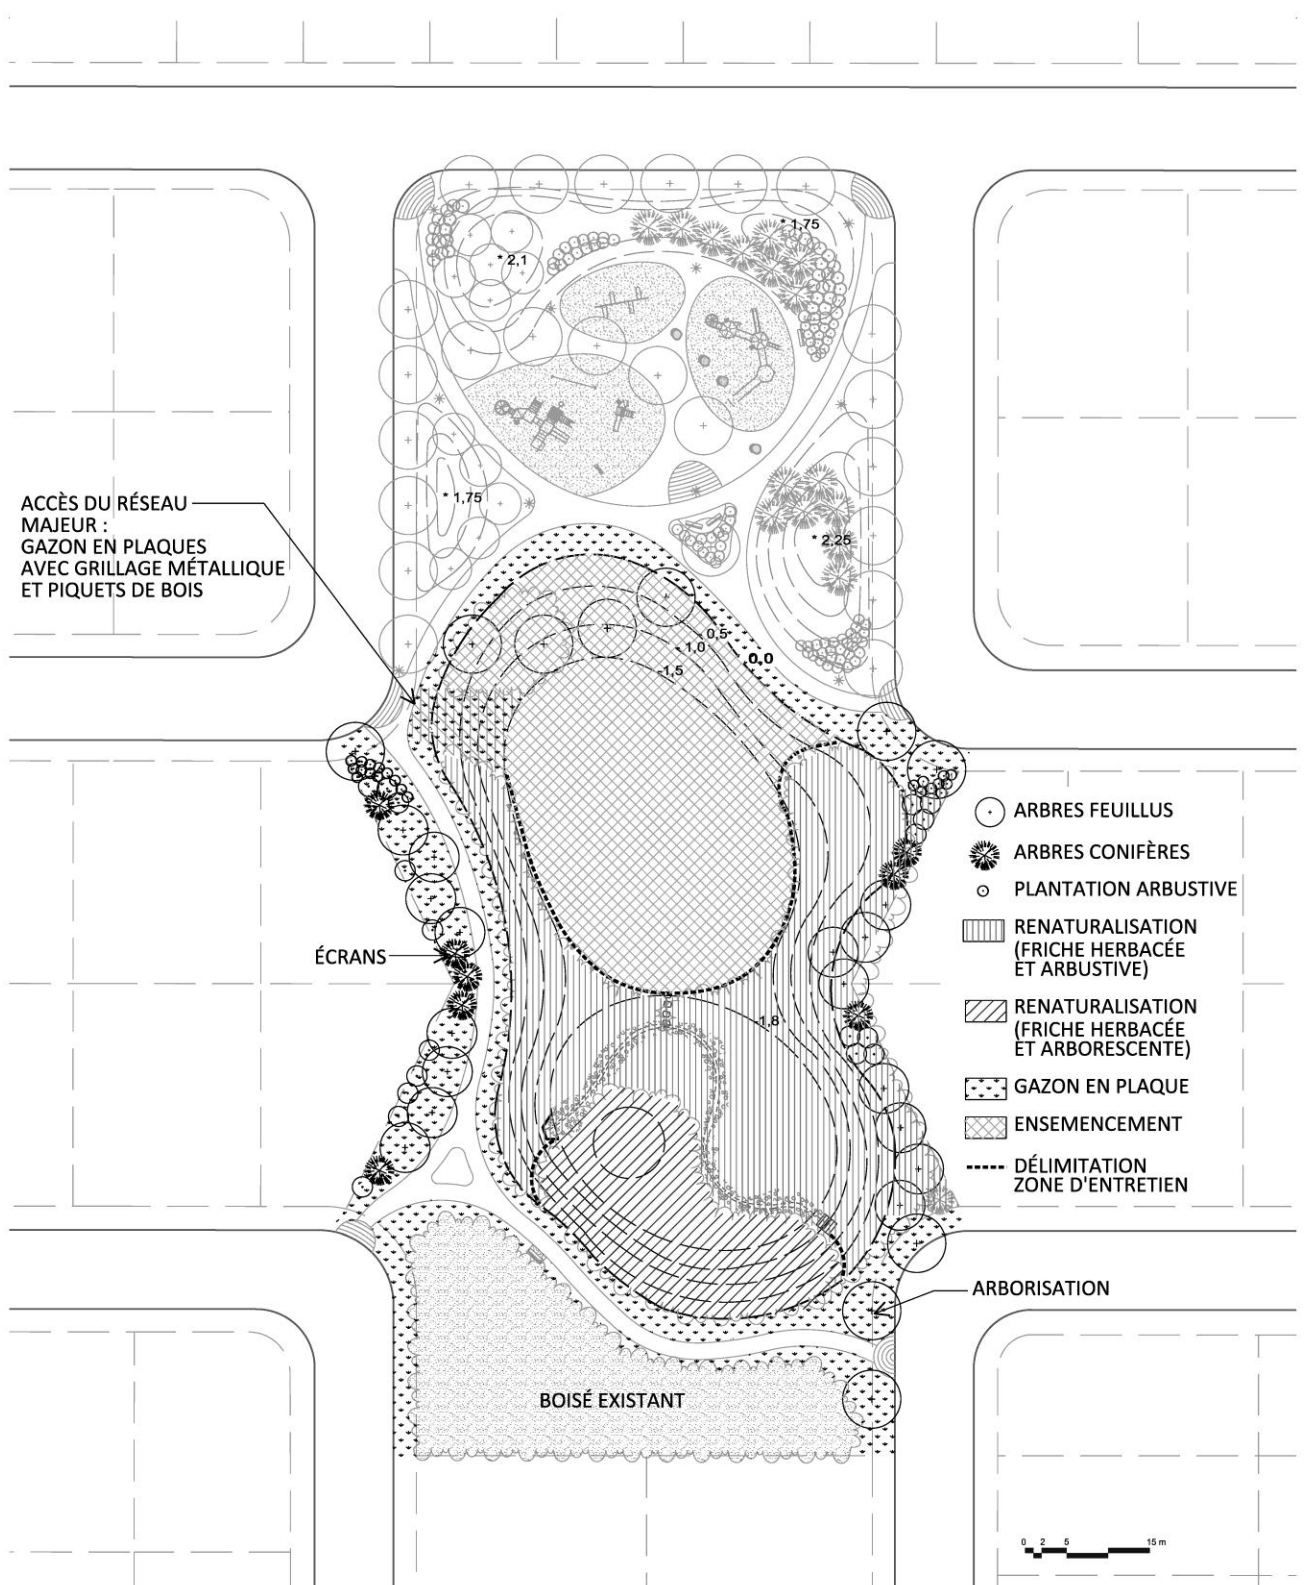 * 1,75
* 2,1
* 1,75
ACCÈS DU RÉSEAU
MAJEUR :
GAZON EN PLAQUES
AVEC GRILLAGE MÉTALLIQUE
ET PIQUETS DE BOIS
* 2,25
0,5
-1,0
0,0
-1,5
ARBRES FEUILLUS
ARBRES CONIFÈRES
PLANTATION ARBUSTIVE
RENATURALISATION
(FRICHE HERBACÉE
ET ARBUSTIVE)
ÉCRANS
RENATURALISATION
(FRICHE HERBACÉE
ET ARBORESCENTE)
-1,8
GAZON EN PLAQUE
ENSEMENCEMENT
DÉLIMITATION
ZONE D'ENTRETIEN
ARBORISATION
BOISÉ EXISTANT
0 2 5 15 m